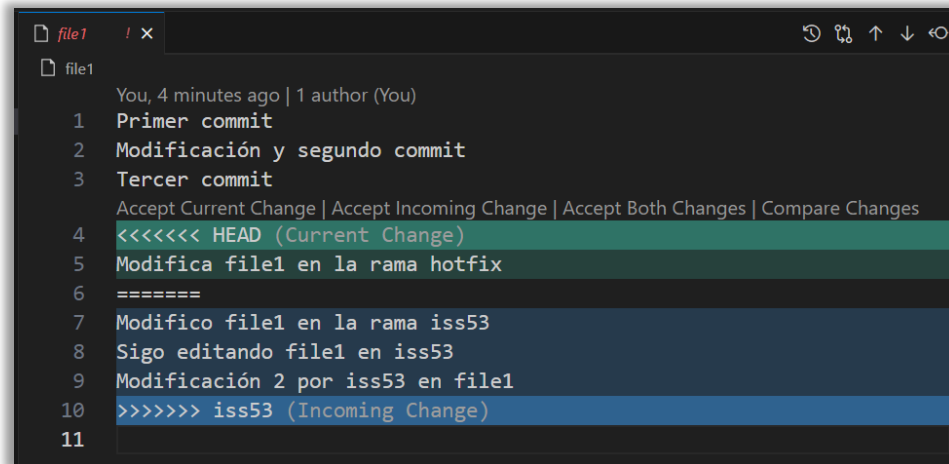 file1 !
file1
You, 4 minutes ago | 1 author (You)
1 Primer commit
2 Modificación y segundo commit
3 Tercer commit
Accept Current Change | Accept Incoming Change | Accept Both Changes | Compare Changes
4 <<<<<<< HEAD (Current Change)
5 Modifica file1 en la rama hotfix
6 =======
7 Modifico file1 en la rama iss53
8 Sigo editando file1 en iss53
9 Modificación 2 por iss53 en file1
10 >>>>>>> iss53 (Incoming Change)
11